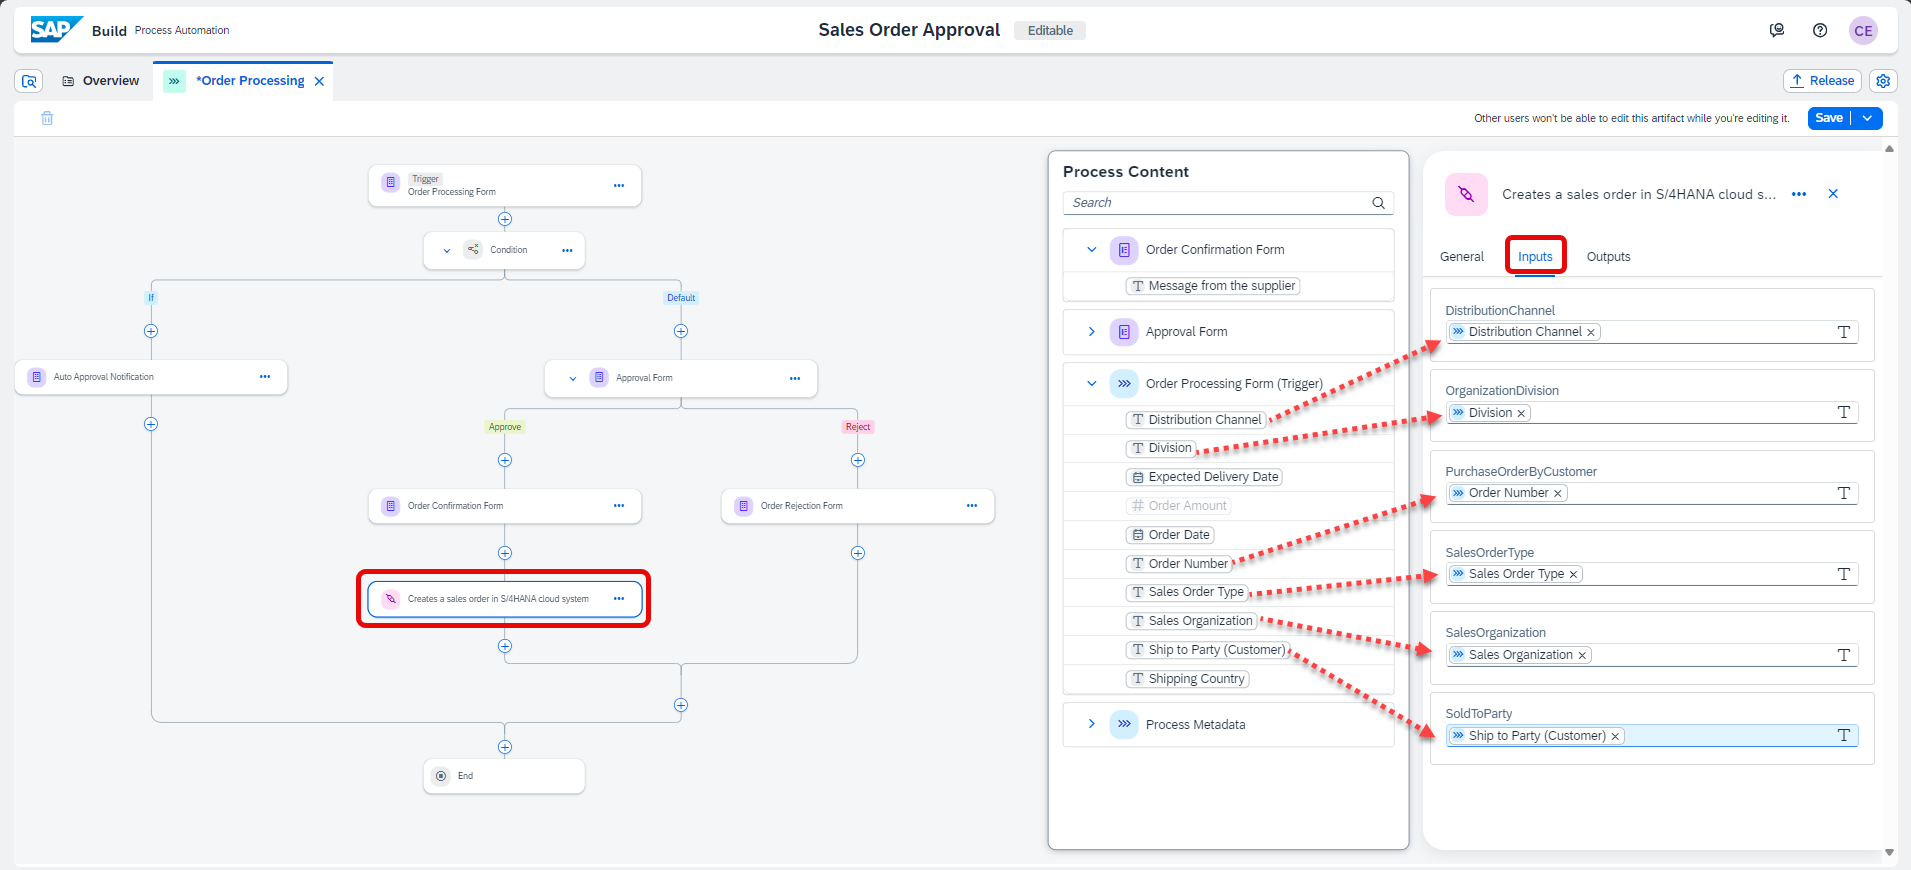 SAP Build Process Automation
Sales Order Approval Editable
CE
Overview
*Order Processing
Release
Other users won't be able to edit this artifact while you're editing it.
Save
Trigger
Order Processing Form
Condition
If
Default
Auto Approval Notification
Approval Form
Approve
Reject
Order Confirmation Form
Order Rejection Form
Creates a sales order in S/4HANA cloud system
End
Process Content
Search
Order Confirmation Form
Message from the supplier
Approval Form
Order Processing Form (Trigger)
Distribution Channel
Division
Expected Delivery Date
Order Amount
Order Date
Order Number
Sales Order Type
Sales Organization
Ship to Party (Customer)
Shipping Country
Process Metadata
Creates a sales order in S/4HANA cloud s...
General Inputs Outputs
DistributionChannel
Distribution Channel
OrganizationDivision
Division
PurchaseOrderByCustomer
Order Number
SalesOrderType
Sales Order Type
SalesOrganization
Sales Organization
SoldToParty
Ship to Party (Customer)